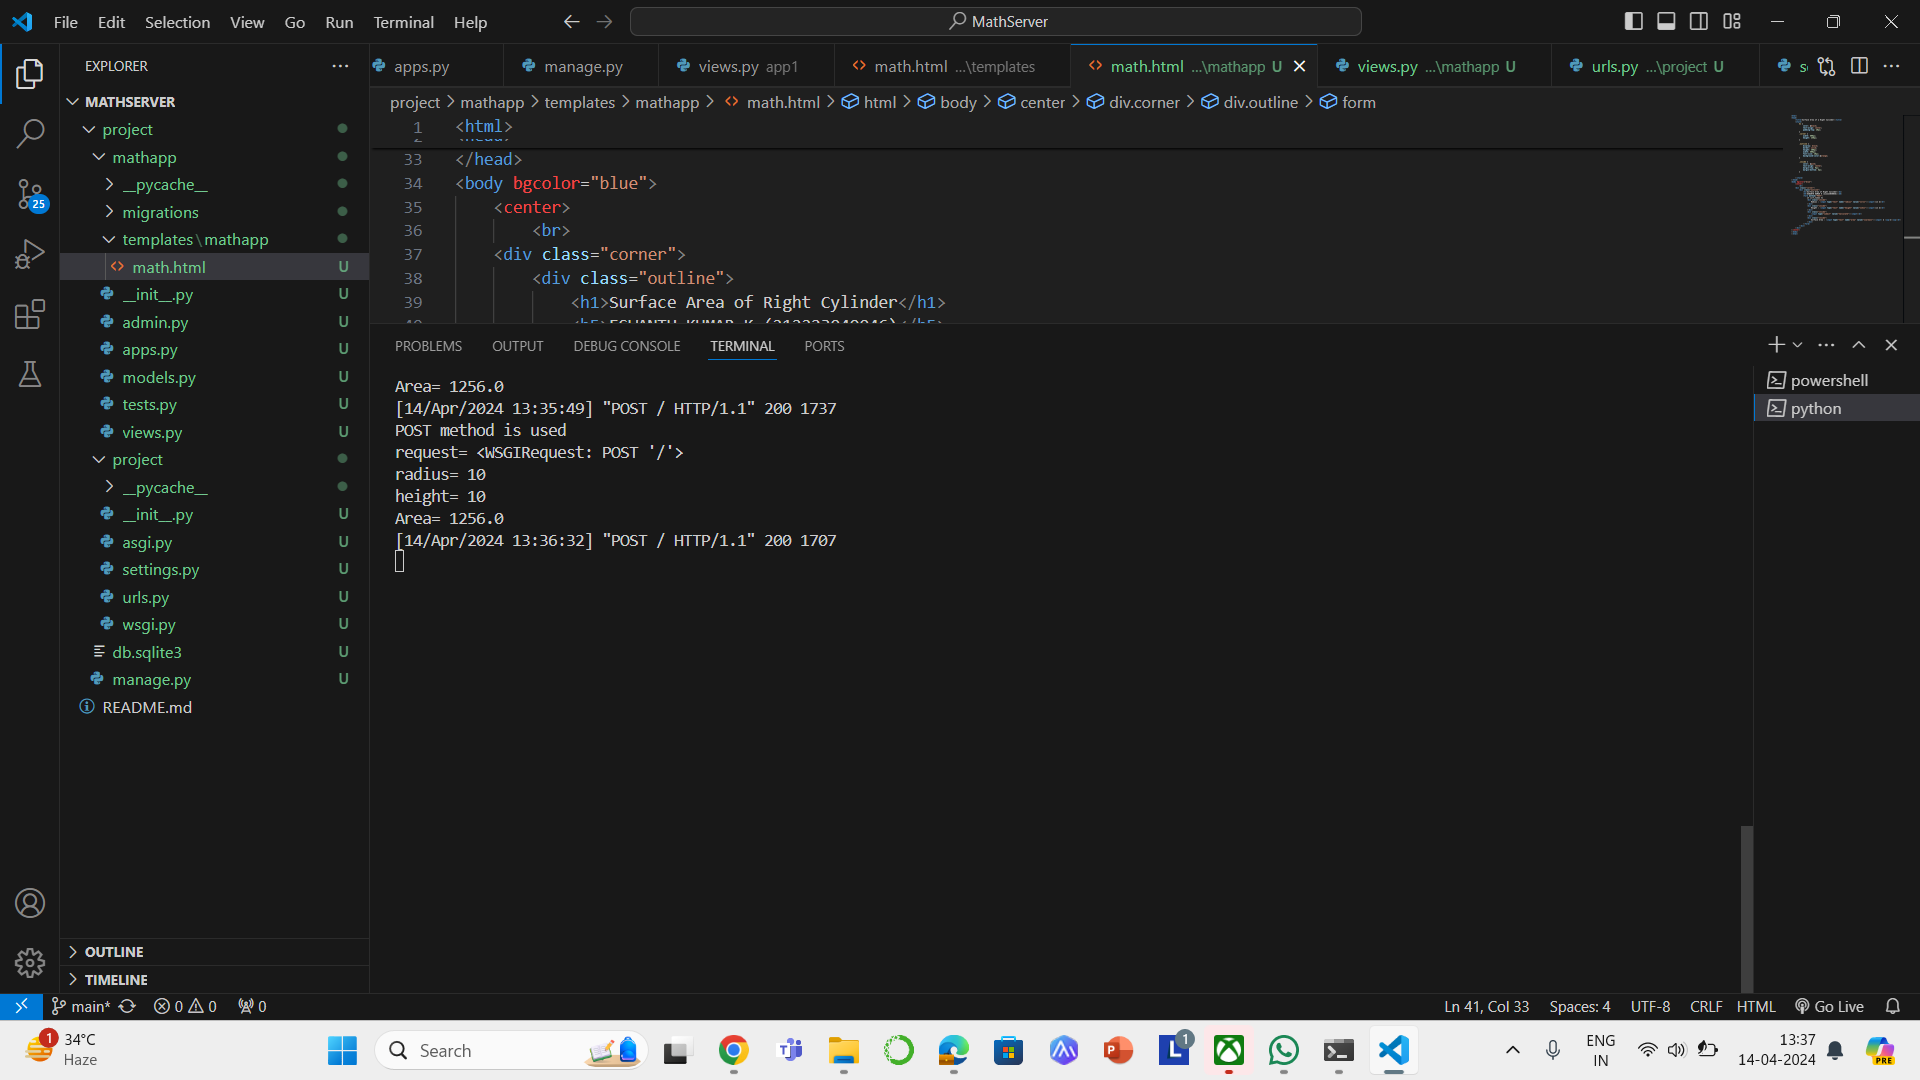 File Edit Selection View Go Run Terminal Help
MathServer
EXPLORER
MATHSERVER
project
mathapp
__pycache__
migrations
templates\mathapp
math.html U
__init__.py U
admin.py U
apps.py U
models.py U
tests.py U
views.py U
project
__pycache__
__init__.py U
asgi.py U
settings.py U
urls.py U
wsgi.py U
db.sqlite3 U
manage.py U
README.md
OUTLINE
TIMELINE
25
apps.py manage.py views.py app1 math.html ...\templates math.html ...\mathapp U views.py ...\mathapp U urls.py ...\project U
project > mathapp > templates > mathapp > math.html > html > body > center > div.corner > div.outline > form
1 <html>
33 </head>
34 <body bgcolor="blue">
35 <center>
36 <br>
37 <div class="corner">
38 <div class="outline">
39 <h1>Surface Area of Right Cylinder</h1>
PROBLEMS OUTPUT DEBUG CONSOLE TERMINAL PORTS
Area= 1256.0
[14/Apr/2024 13:35:49] "POST / HTTP/1.1" 200 1737
POST method is used
request= <WSGIRequest: POST '/'>
radius= 10
height= 10
Area= 1256.0
[14/Apr/2024 13:36:32] "POST / HTTP/1.1" 200 1707
powershell
python
main* 0 0 0
Ln 41, Col 33 Spaces: 4 UTF-8 CRLF HTML Go Live
1 34°C
Haze
Search
L 1
ENG
IN
13:37
14-04-2024
PRE